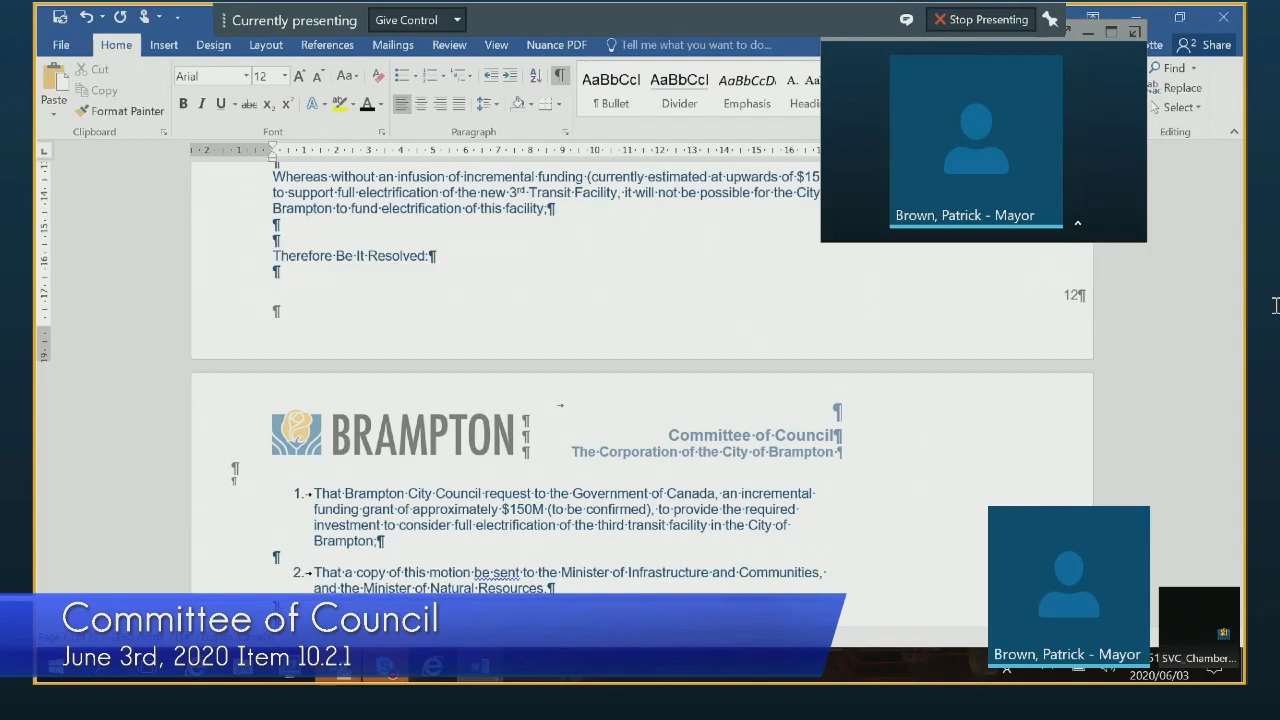 Currently presenting
Give Control
Stop Presenting
File
Home
Insert
Design
Layout
References
Mailings
Review
View
Nuance PDF
Tell me what you want to do...
Share
Paste
Cut
Copy
Format Painter
Clipboard
Arial
12
Font
Paragraph
AaBbCcI
AaBbCcI
AaBbCcD
¶ Bullet
Divider
Emphasis
Find
Replace
Select
Editing
Whereas without an infusion of incremental funding (currently estimated at upwards of $15
to support full electrification of the new 3rd Transit Facility, it will not be possible for the City
Brampton to fund electrification of this facility;¶
¶
¶
Therefore Be It Resolved:¶
¶
12¶
¶
BRAMPTON
Committee of Council¶
The Corporation of the City of Brampton ¶
1. That Brampton City Council request to the Government of Canada, an incremental
funding grant of approximately $150M (to be confirmed), to provide the required
investment to consider full electrification of the third transit facility in the City of
Brampton;¶
¶
2. That a copy of this motion be sent to the Minister of Infrastructure and Communities,
and the Minister of Natural Resources.¶
Brown, Patrick - Mayor
Brown, Patrick - Mayor
SVC_Chamber...
2020/06/03
Committee of Council
June 3rd, 2020 Item 10.2.1